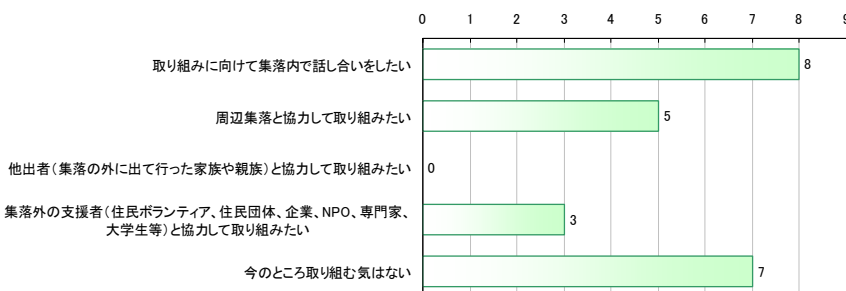 0 1 2 3 4 5 6 7 8 9
取り組みに向けて集落内で話し合いをしたい 8
周辺集落と協力して取り組みたい 5
他出者(集落の外に出て行った家族や親族)と協力して取り組みたい 0
集落外の支援者(住民ボランティア、住民団体、企業、NPO、専門家、
大学生等)と協力して取り組みたい 3
今のところ取り組む気はない 7